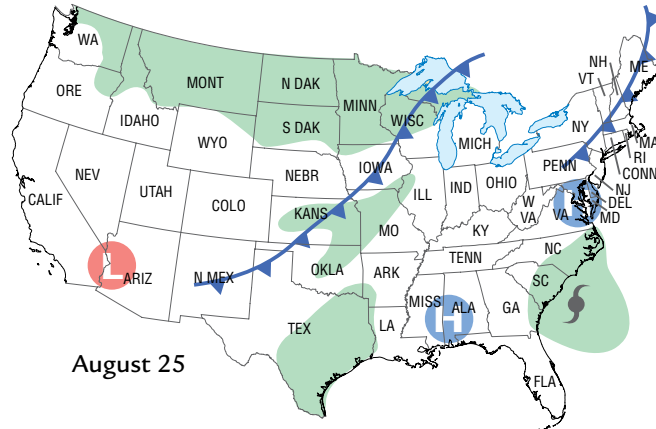 WA
MONT
N DAK
MINN
ORE
IDAHO
S DAK
WISC
WYO
MICH
NH
VT
ME
NY
MA
RI
CONN
NEV
UTAH
COLO
NEBR
IOWA
ILL
IND
OHIO
PENN
NJ
DEL
MD
CALIF
KANS
MO
KY
W
VA
VA
L
ARIZ
N MEX
OKLA
ARK
TENN
NC
SC
MISS
H
ALA
GA
TEX
LA
FLA
August 25